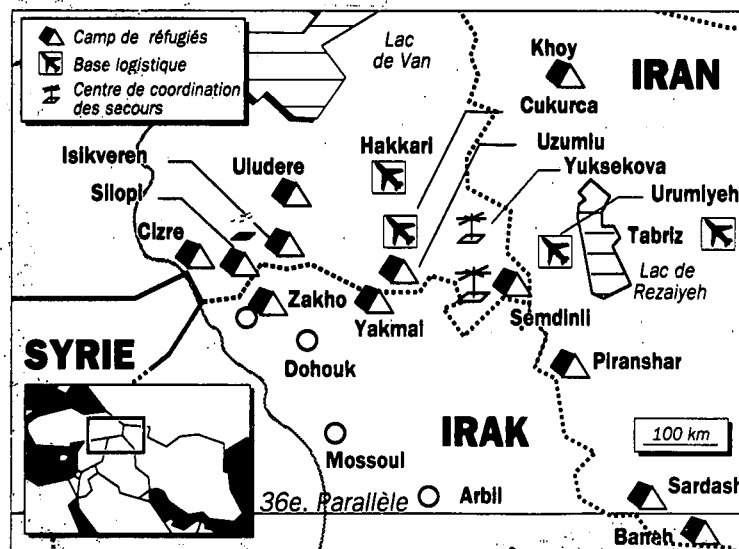 Camp de réfugiés
Base logistique
Centre de coordination
des secours
Lac
de Van
Khoy
IRAN
Cukurca
Isikveren
Uludere
Hakkari
Uzumlu
Yuksekova
Silopi
Urumiyeh
Cizre
Tabriz
Lac de
Rezaiyeh
Zakho
Yakmal
Semdinli
SYRIE
Dohouk
Piranshar
IRAK
100 km
Mossoul
36e. Parallèle
Arbil
Sardash
Baneh